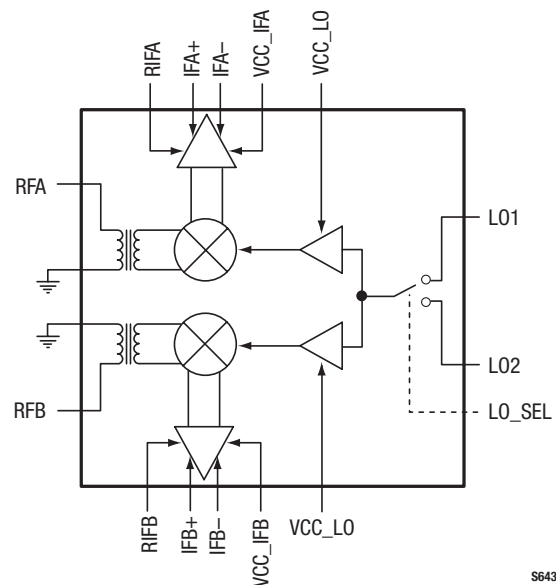 RIFA
IFA+
IFA–
VCC_IFA
VCC_LO
RFA
LO1
LO2
RFB
LO_SEL
RIFB
IFB+
IFB–
VCC_IFB
VCC_LO
S643